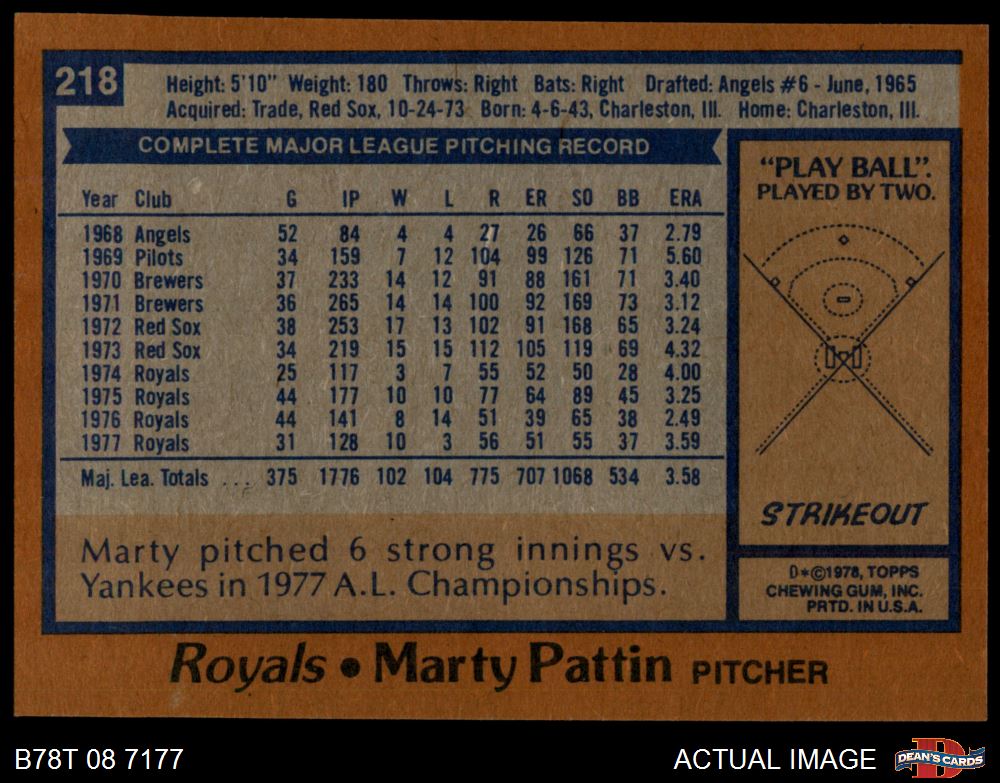 218
Height: 5'10" Weight: 180 Throws: Right Bats: Right Drafted: Angels #6 - June, 1965
Acquired: Trade, Red Sox, 10-24-73 Born: 4-6-43, Charleston, Ill. Home: Charleston, Ill.
COMPLETE MAJOR LEAGUE PITCHING RECORD
Year Club G IP W L R ER SO BB ERA
1968 Angels 52 84 4 4 27 26 66 37 2.79
1969 Pilots 34 159 7 12 104 99 126 71 5.60
1970 Brewers 37 233 14 12 91 88 161 71 3.40
1971 Brewers 36 265 14 14 100 92 169 73 3.12
1972 Red Sox 38 253 17 13 102 91 168 65 3.24
1973 Red Sox 34 219 15 15 112 105 119 69 4.32
1974 Royals 25 117 3 7 55 52 50 28 4.00
1975 Royals 44 177 10 10 77 64 89 45 3.25
1976 Royals 44 141 8 14 51 39 65 38 2.49
1977 Royals 31 128 10 3 56 51 55 37 3.59
Maj. Lea. Totals ... 375 1776 102 104 775 707 1068 534 3.58
Marty pitched 6 strong innings vs.
Yankees in 1977 A.L. Championships.
"PLAY BALL".
PLAYED BY TWO.
STRIKEOUT
D*©1978, TOPPS
CHEWING GUM, INC.
PRTD. IN U.S.A.
Royals • Marty Pattin PITCHER
B78T 08 7177
ACTUAL IMAGE
DEAN'S CARDS